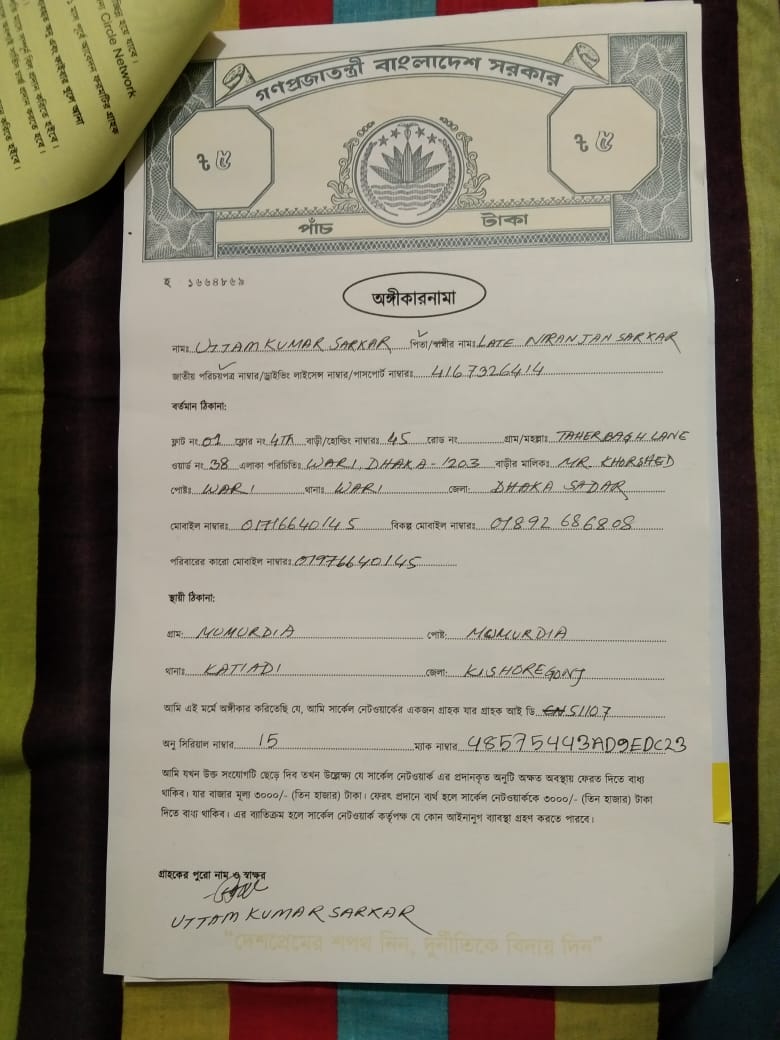 ছিন্ন হয়ে যাবে।
Circle Network
গণপ্রজাতন্ত্রী বাংলাদেশ সরকার
৳ ৫
৳ ৫
পাঁচ টাকা
হ ১৬৬৪৮৬৯
অঙ্গীকারনামা
নামঃ UTTAM KUMAR SARKAR পিতা/স্বামীর নামঃ LATE NIRANJAN SARKAR
জাতীয় পরিচয়পত্র নাম্বার/ড্রাইভিং লাইসেন্স নাম্বার/পাসপোর্ট নাম্বারঃ 4167326414
বর্তমান ঠিকানা:
ফ্লাট নং 01 ফ্লোর নং 4TH বাড়ী/হোল্ডিং নাম্বারঃ 45 রোড নং গ্রাম/মহল্লাঃ TAHERBAGH LANE
ওয়ার্ড নং 38 এলাকা পরিচিতিঃ WARI, DHAKA-1203 বাড়ীর মালিকঃ MR. KHORSHED
পোষ্টঃ WARI থানাঃ WARI জেলা: DHAKA SADAR
মোবাইল নাম্বারঃ 01716640145 বিকল্প মোবাইল নাম্বারঃ 01892686808
পরিবারের কারো মোবাইল নাম্বারঃ 01976640145
স্থায়ী ঠিকানা:
গ্রাম: MUMURDIA পোষ্ট: MUMURDIA
থানাঃ KATIADI জেলা: KISHOREGONJ
আমি এই মর্মে অঙ্গীকার করিতেছি যে, আমি সার্কেল নেটওয়ার্কের একজন গ্রাহক যার গ্রাহক আই ডি 51107
অনু সিরিয়াল নাম্বার 15 ম্যাক নাম্বার 48575443AD9EDC23
আমি যখন উক্ত সংযোগটি ছেড়ে দিব তখন উল্লেক্ষ্য যে সার্কেল নেটওয়ার্ক এর প্রদানকৃত অনুটি অক্ষত অবস্থায় ফেরত দিতে বাধ্য
থাকিব। যার বাজার মূল্য ৩০০০/- (তিন হাজার) টাকা। ফেরৎ প্রদানে ব্যর্থ হলে সার্কেল নেটওয়ার্ককে ৩০০০/- (তিন হাজার) টাকা
দিতে বাধ্য থাকিব। এর ব্যতিক্রম হলে সার্কেল নেটওয়ার্ক কর্তৃপক্ষ যে কোন আইনানুগ ব্যবস্থা গ্রহণ করতে পারবে।
গ্রাহকের পুরো নাম ও স্বাক্ষর
UTTAM KUMAR SARKAR
"দেশপ্রেমের শপথ নিন, দুর্নীতিকে বিদায় দিন"